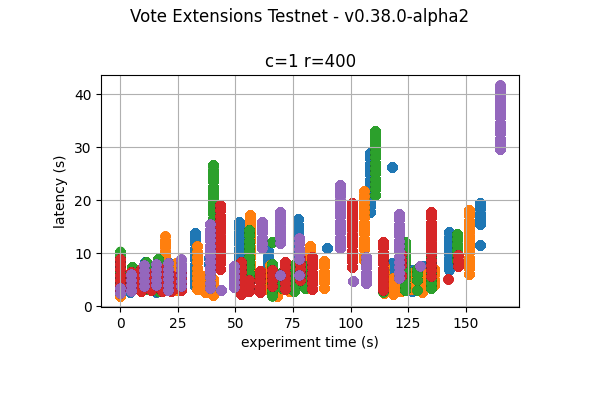 Vote Extensions Testnet - v0.38.0-alpha2
c=1 r=400
latency (s)
40
30
20
10
0
0 25 50 75 100 125 150
experiment time (s)